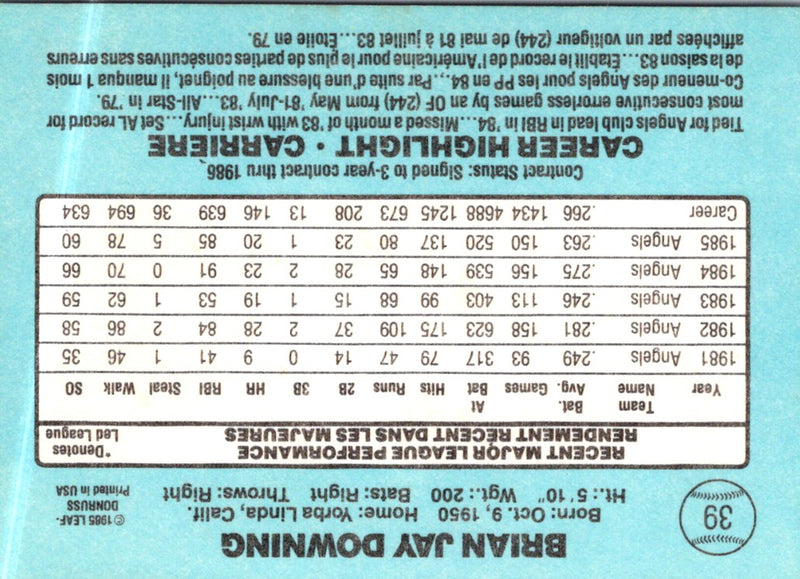 39
BRIAN JAY DOWNING
Born: Oct. 9, 1950 Home: Yorba Linda, Calif.
Ht.: 5'10" Wgt.: 200 Bats: Right Throws: Right
© 1985 LEAF-
DONRUSS
Printed in USA
RECENT MAJOR LEAGUE PERFORMANCE
RENDEMENT RÉCENT DANS LES MAJEURES
*Denotes
Led League
Year Team Name Bat. Avg. Games At Bat Hits Runs 2B 3B HR RBI Steal Walk SO
1981 Angels .249 93 317 79 47 14 0 9 41 1 46 35
1982 Angels .281 158 623 175 109 37 2 28 84 2 86 58
1983 Angels .246 113 403 99 68 15 1 19 53 1 62 59
1984 Angels .275 156 539 148 65 28 2 23 91 0 70 66
1985 Angels .263 150 520 137 80 23 1 20 85 5 78 60
Career .266 1434 4688 1245 673 208 13 146 639 36 694 634
Contract Status: Signed to 3-year contract thru 1986
CAREER HIGHLIGHT · CARRIERE
Tied for Angels club lead in RBI in '84... Missed a month of '83 with wrist injury... Set AL record for
most consecutive errorless games by an OF (244) from May '81-July '83... All-Star in '79.
Co-meneur des Angels pour les PP en 84... Par suite d'une blessure au poignet, il manqua 1 mois
de la saison 83... Établit le record de l'Américaine pour le plus de parties consécutives sans erreurs
affichées par un voltigeur (244) de mai 81 à juillet 83... Étoile en 79.